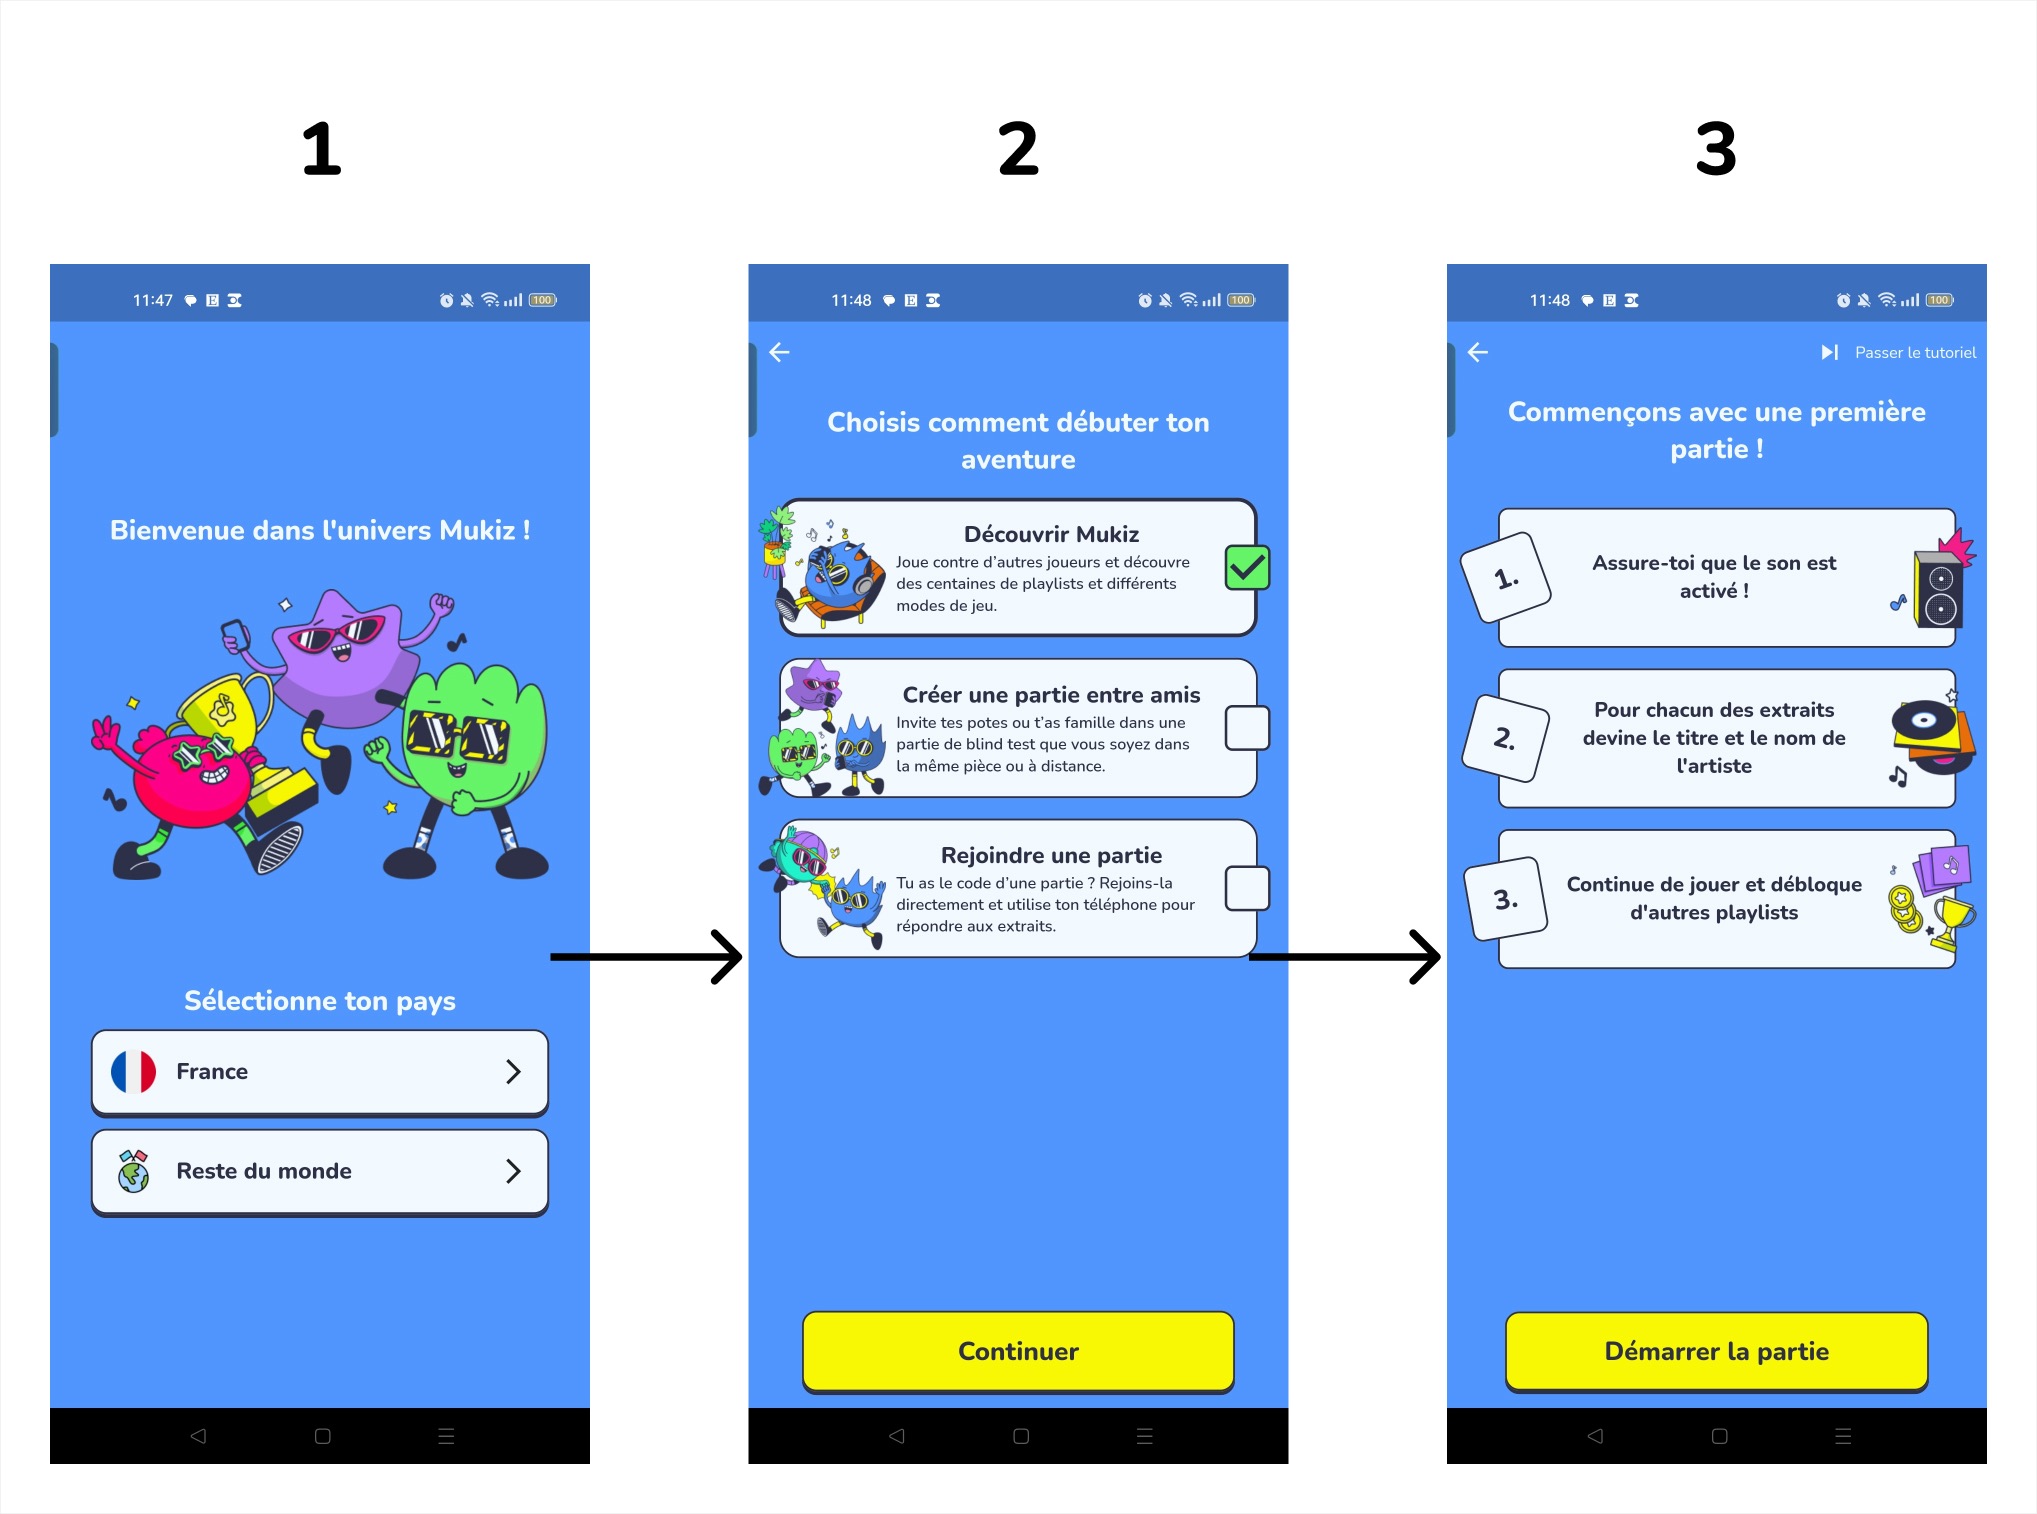 1
2
3
11:47
100
Bienvenue dans l'univers Mukiz !
Sélectionne ton pays
France
Reste du monde
11:48
100
Choisis comment débuter ton
aventure
Découvrir Mukiz
Joue contre d'autres joueurs et découvre
des centaines de playlists et différents
modes de jeu.
Créer une partie entre amis
Invite tes potes ou t'as famille dans une
partie de blind test que vous soyez dans
la même pièce ou à distance.
Rejoindre une partie
Tu as le code d'une partie ? Rejoins-la
directement et utilise ton téléphone pour
répondre aux extraits.
Continuer
11:48
100
Passer le tutoriel
Commençons avec une première
partie !
1.
Assure-toi que le son est
activé !
2.
Pour chacun des extraits
devine le titre et le nom de
l'artiste
3.
Continue de jouer et débloque
d'autres playlists
Démarrer la partie